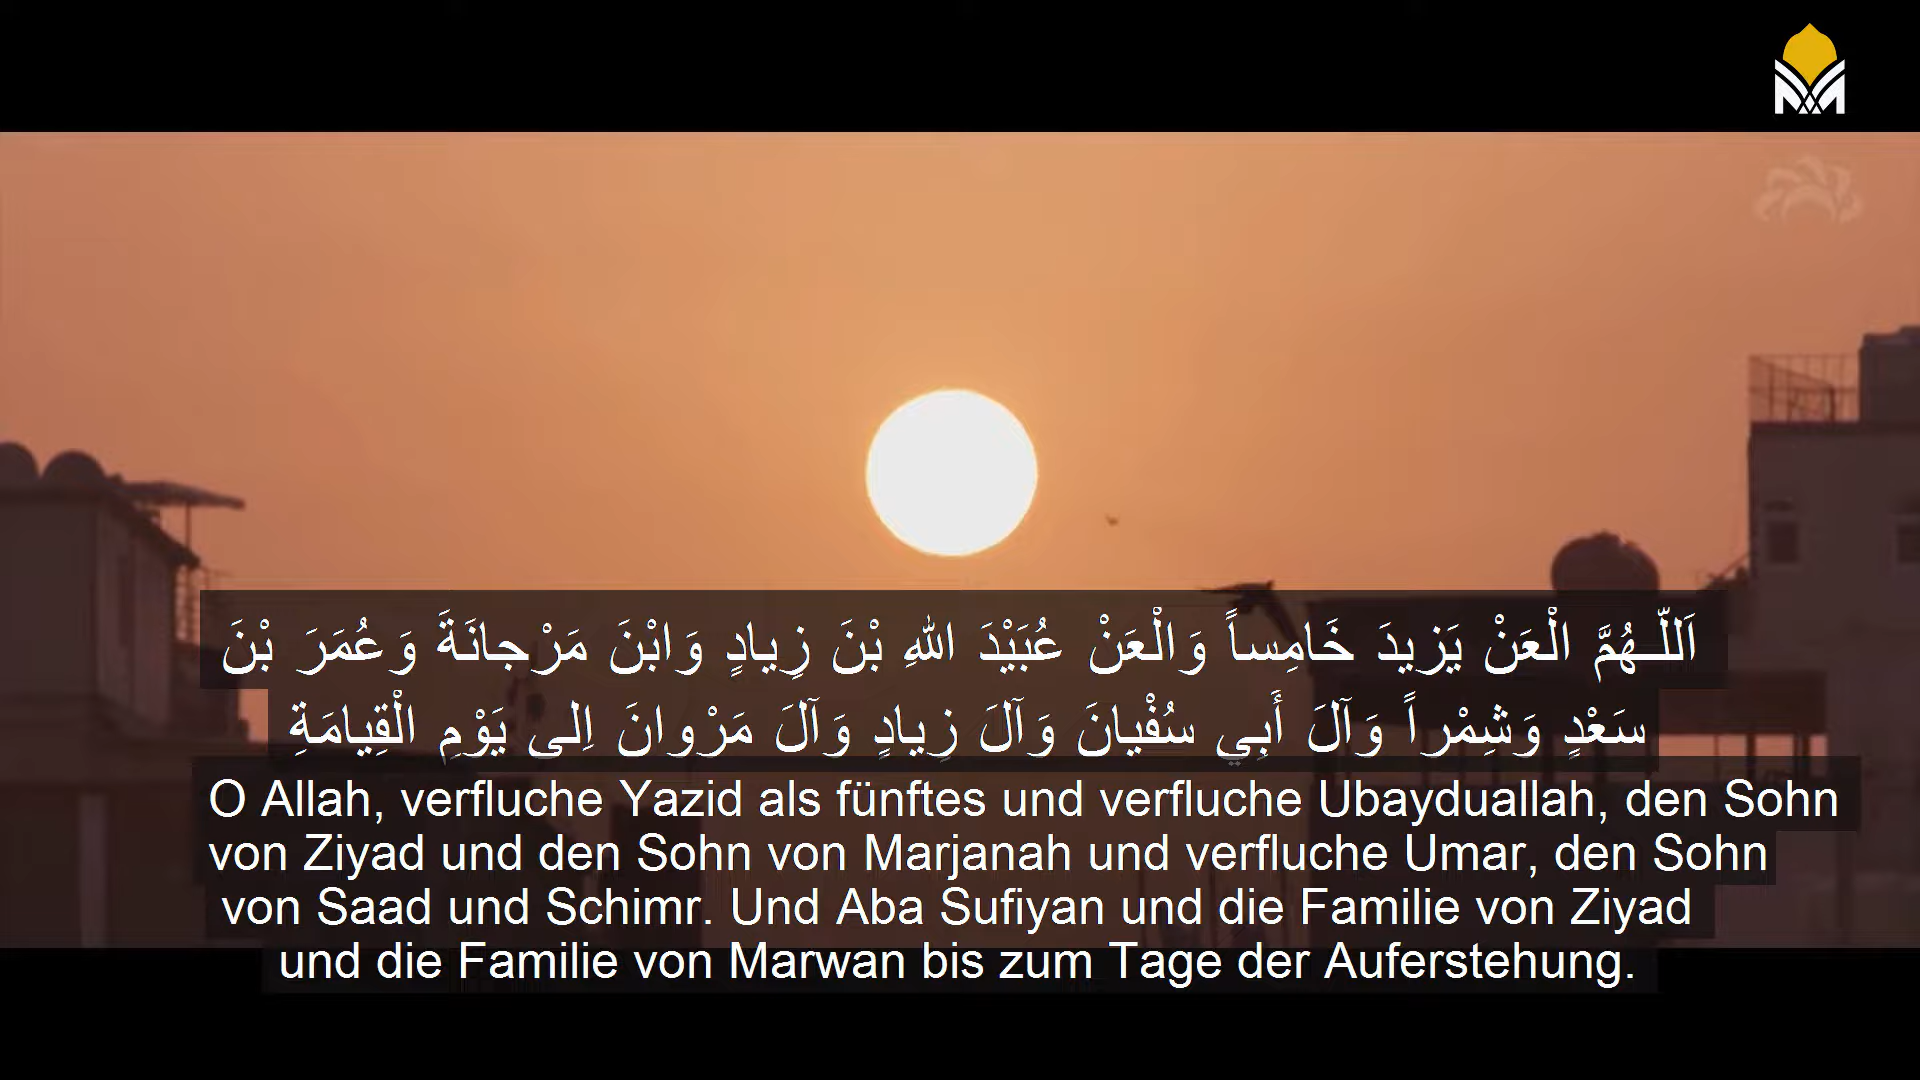 اَللّـهُمَّ الْعَنْ يَزِيدَ خَامِساً وَالْعَنْ عُبَيْدَ اللهِ بْنَ زِيادٍ وَابْنَ مَرْجانَةَ وَعُمَرَ بْنَ
سَعْدٍ وَشِمْراً وَآلَ أَبِي سُفْيانَ وَآلَ زِيادٍ وَآلَ مَرْوانَ اِلى يَوْمِ الْقِيامَةِ
O Allah, verfluche Yazid als fünftes und verfluche Ubayduallah, den Sohn
von Ziyad und den Sohn von Marjanah und verfluche Umar, den Sohn
von Saad und Schimr. Und Aba Sufiyan und die Familie von Ziyad
und die Familie von Marwan bis zum Tage der Auferstehung.